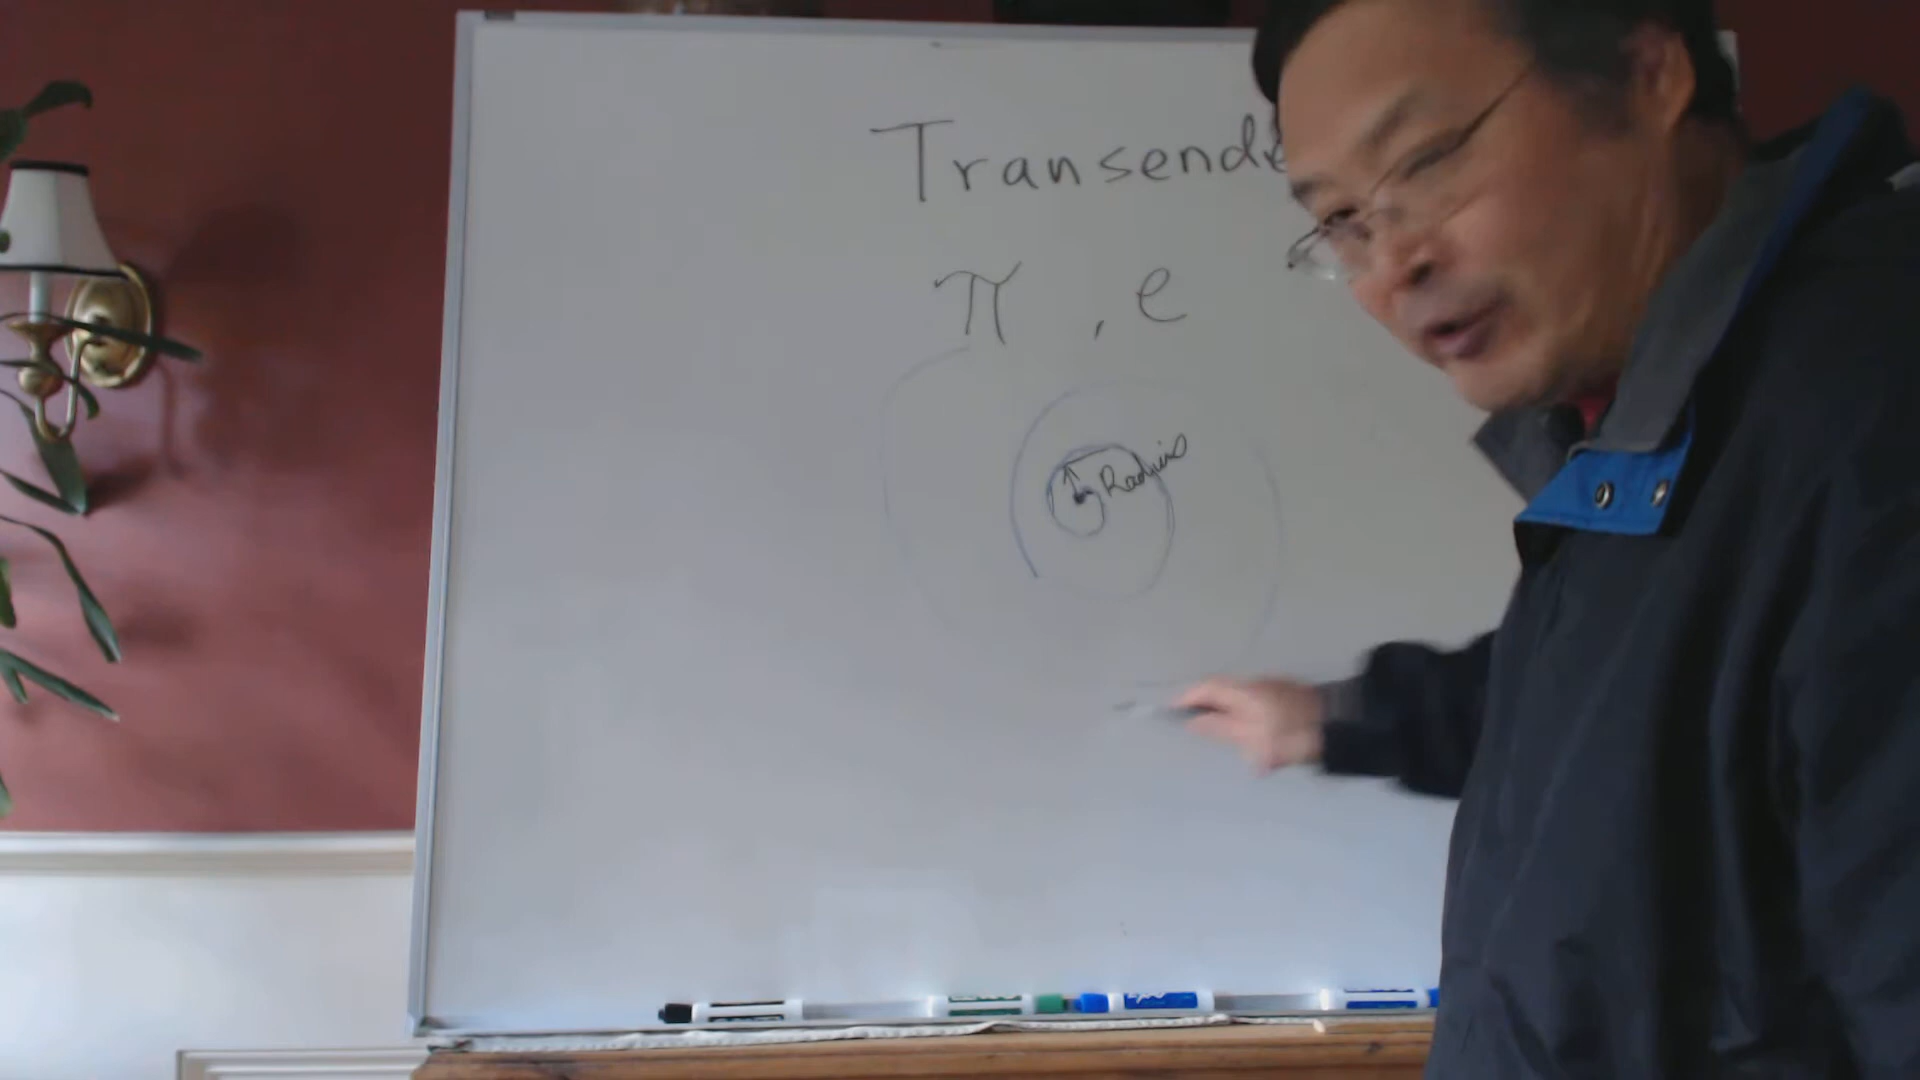 Transende
π , e
Radius